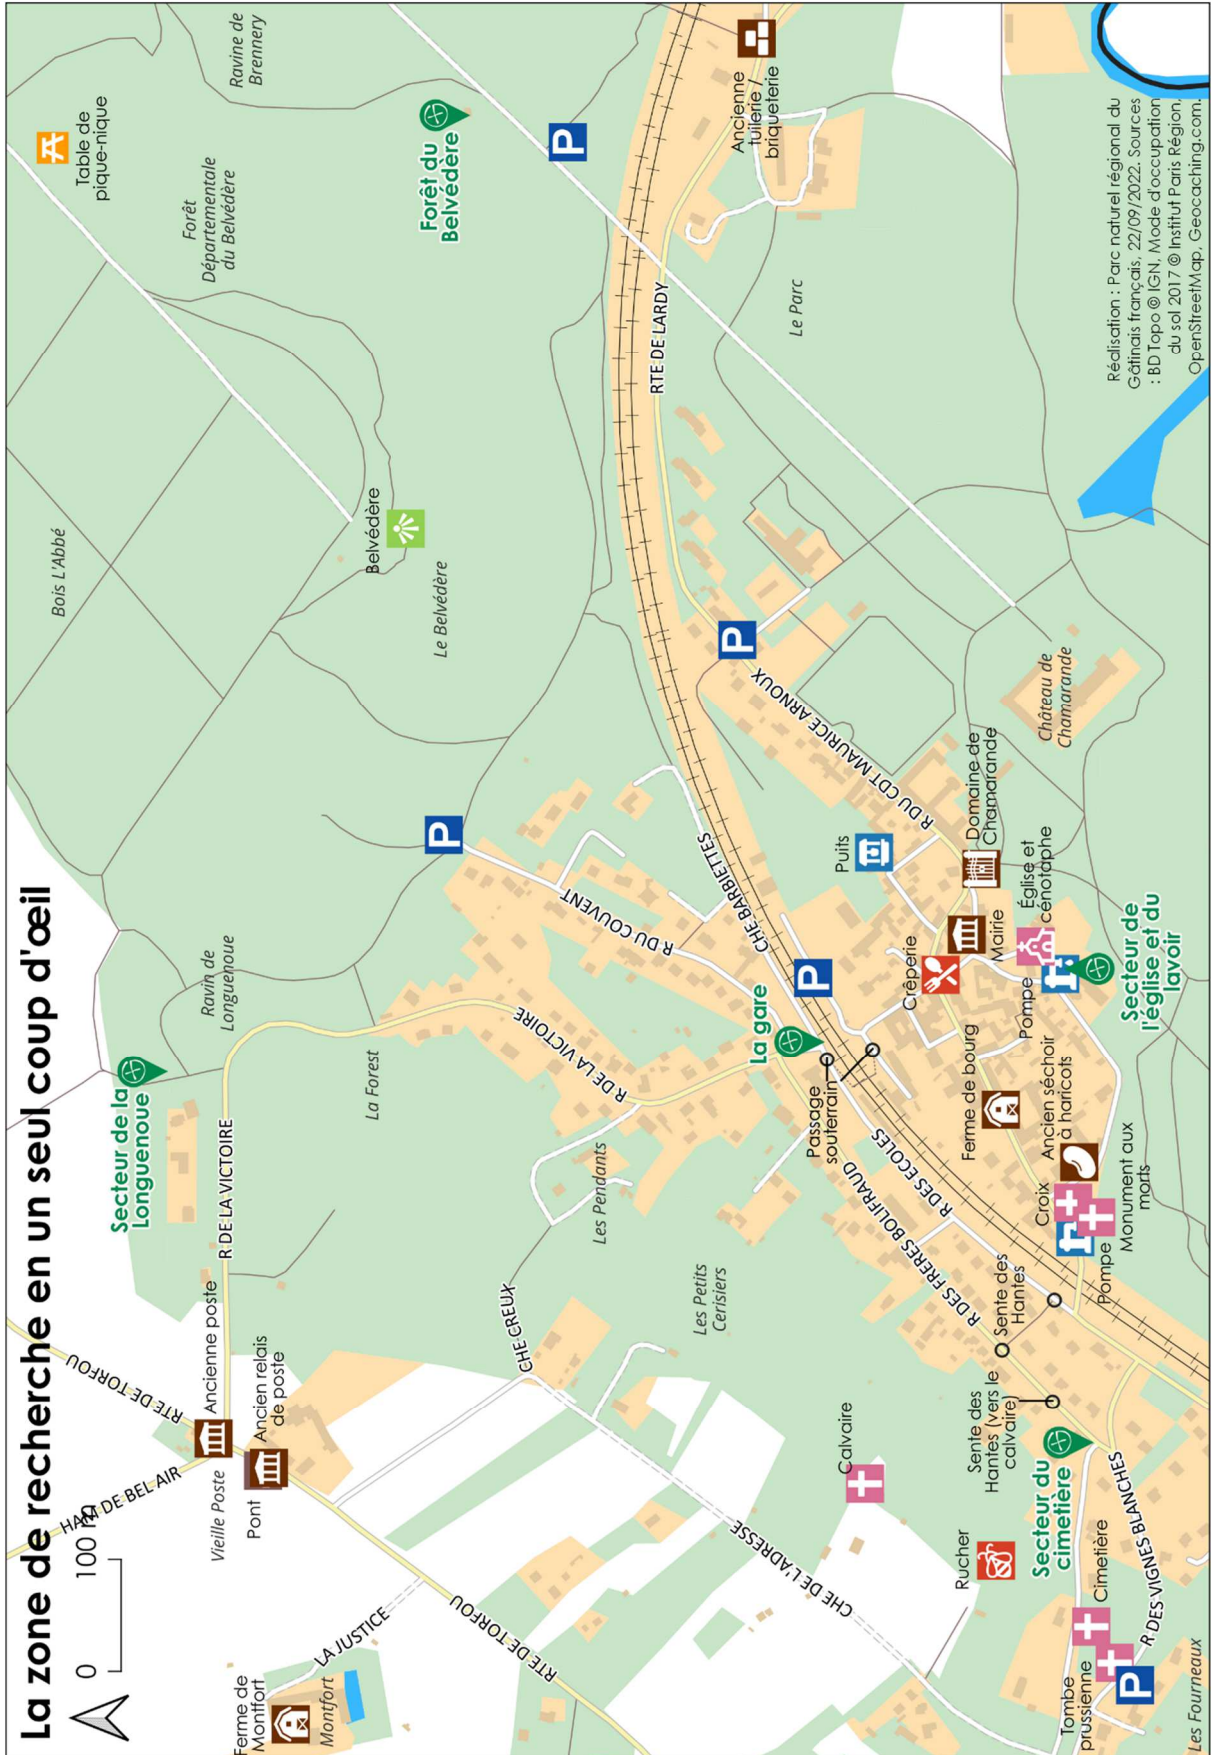 La zone de recherche en un seul coup d'œil
0
100 m
HANT DE BEL AIR
RTE DE TORFOU
Vieille Poste
Ancienne poste
Pont
Ancien relais
de poste
Ferme de
Montfort
Montfort
LA JUSTICE
RTE DE TORFOU
R DE LA VICTOIRE
Secteur de la
Longuenoue
Ravin de
Longuenoue
La Forest
Bois L'Abbé
Table de
pique-nique
Ravine de
Brennery
Forêt
Départementale
du Belvédère
Belvédère
Le Belvédère
Forêt du
Belvédère
P
P
R DU COUVENT
R DE LA VICTOIRE
Les Pendants
CHE CREUX
Les Petits
Cerisiers
CHE DE L'ADRESSE
Calvaire
Rucher
La gare
P
CHE BARBIETTES
Passage
souterrain
R DES ECOLES
R DES FRERES BOLIFRAUD
RTE DE LARDY
Ancienne
tuilerie /
briqueterie
Le Parc
P
R DU CDT MAURICE ARNOUX
Puits
Domaine de
Chamarande
Château de
Chamarande
Crêperie
Mairie
Église et
cénotaphe
Pompe
Secteur de
l'église et du
lavoir
Ferme de bourg
Ancien séchoir
à haricots
Croix
Monument aux
morts
Pompe
Sente des
Hantes
Sente des
Hantes (vers le
calvaire)
Secteur du
cimetière
Cimetière
Tombe
prussienne
P
R DES VIGNES BLANCHES
Les Fourneaux
Réalisation : Parc naturel régional du
Gâtinais français, 22/09/2022. Sources
: BD Topo © IGN, Mode d'occupation
du sol 2017 © Institut Paris Région,
OpenStreetMap, Geocaching.com.